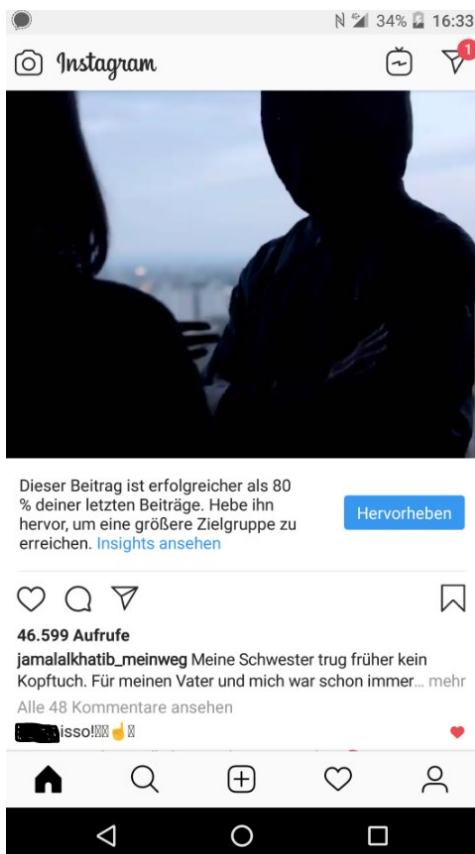 34% 16:33
Instagram
1
Dieser Beitrag ist erfolgreicher als 80
% deiner letzten Beiträge. Hebe ihn
hervor, um eine größere Zielgruppe zu
erreichen. Insights ansehen
Hervorheben
46.599 Aufrufe
jamalalkhatib_meinweg Meine Schwester trug früher kein
Kopftuch. Für meinen Vater und mich war schon immer... mehr
Alle 48 Kommentare ansehen
isso!